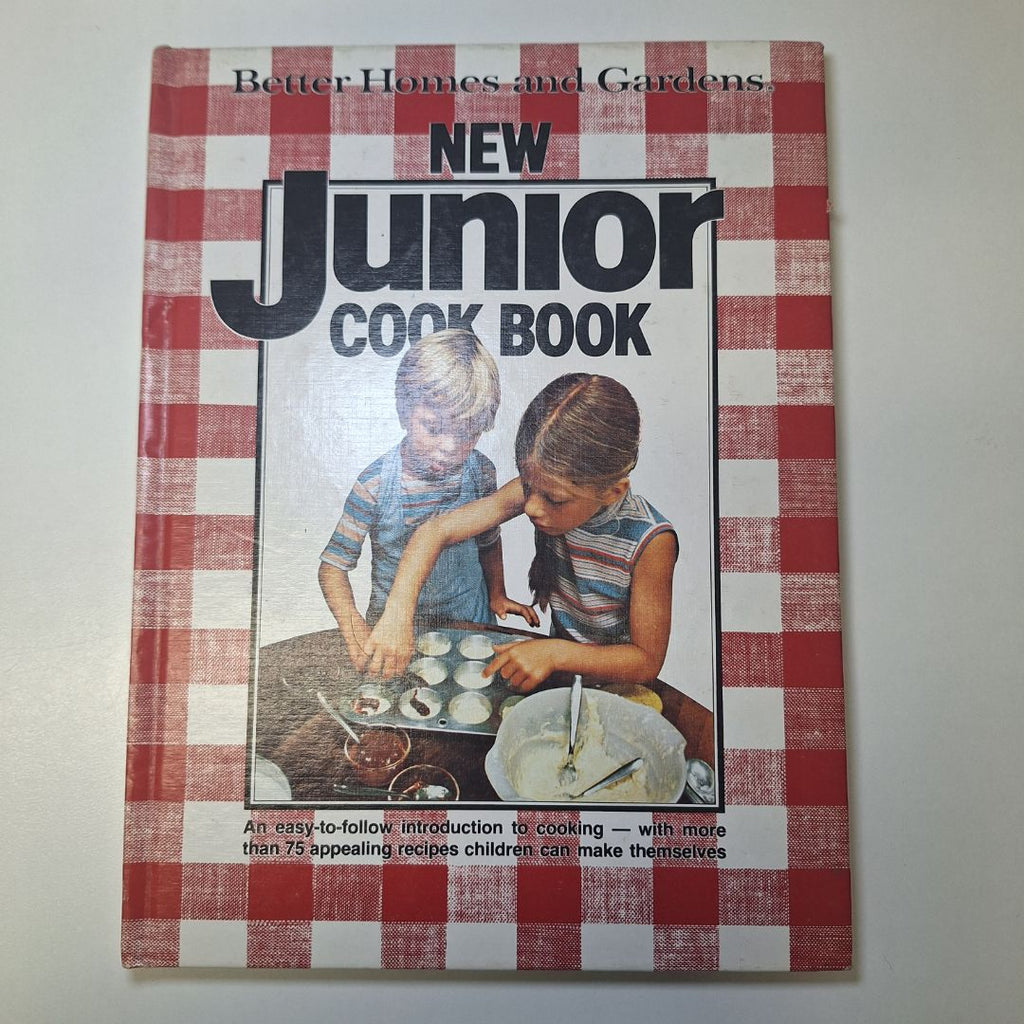 Better Homes and Gardens®
NEW
Junior
COOK BOOK
An easy-to-follow introduction to cooking — with more
than 75 appealing recipes children can make themselves